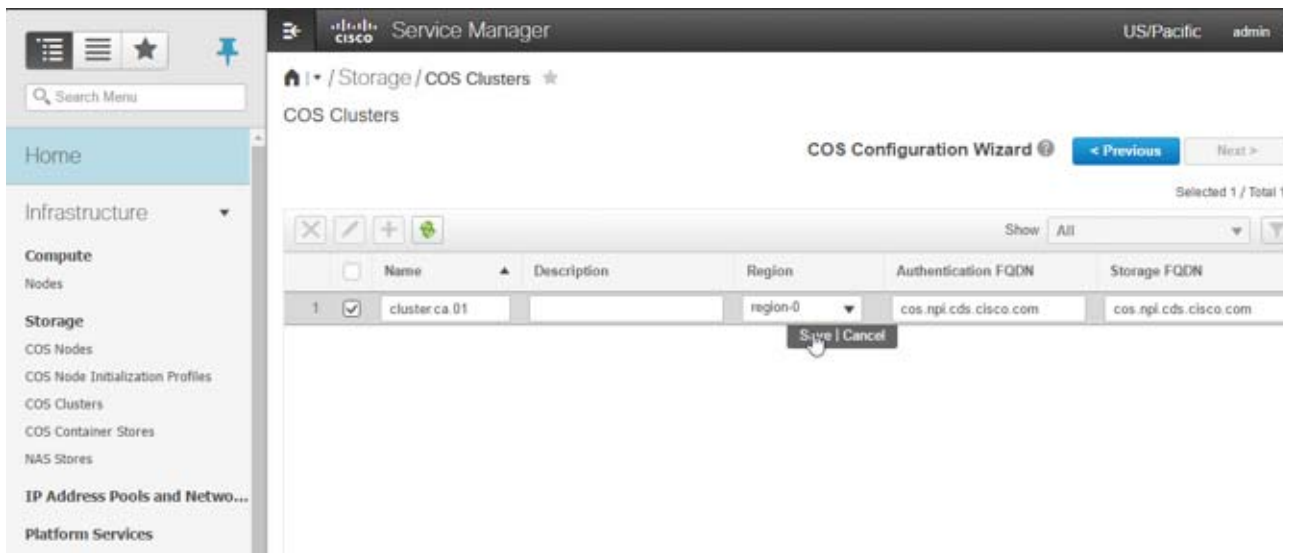 Search Menu
Home
Infrastructure
Compute
Nodes
Storage
COS Nodes
COS Node Initialization Profiles
COS Clusters
COS Container Stores
NAS Stores
IP Address Pools and Netwo...
Platform Services
CISCO Service Manager US/Pacific admin
/ Storage / COS Clusters
COS Clusters
COS Configuration Wizard < Previous Next >
Selected 1 / Total 1
Show All
Name Description Region Authentication FQDN Storage FQDN
1 cluster.ca.01 region-0 cos.npi.cds.cisco.com cos.npi.cds.cisco.com
Save | Cancel